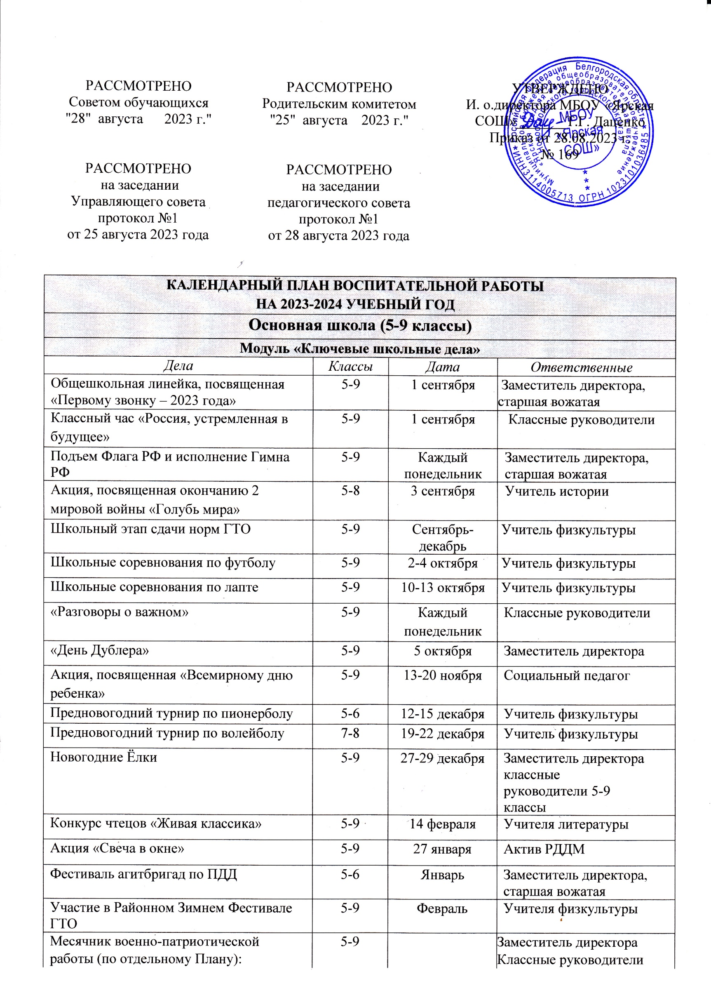 РАССМОТРЕНО
Советом обучающихся
"28" августа 2023 г."
РАССМОТРЕНО
Родительским комитетом
"25" августа 2023 г."
УТВЕРЖДЕНО
И. о.директора МБОУ «Ярская
СОШ» Г.Г. Даценко
Приказ от 28.08.2023 г.
№ 169
Российская Федерация Белгородская область
ИНН3114005713 ОГРН 1023101036485
МБОУ
«Ярская
СОШ»
РАССМОТРЕНО
на заседании
Управляющего совета
протокол №1
от 25 августа 2023 года
РАССМОТРЕНО
на заседании
педагогического совета
протокол №1
от 28 августа 2023 года
КАЛЕНДАРНЫЙ ПЛАН ВОСПИТАТЕЛЬНОЙ РАБОТЫ
НА 2023-2024 УЧЕБНЫЙ ГОД
Основная школа (5-9 классы)
Модуль «Ключевые школьные дела»
Дела Классы Дата Ответственные
Общешкольная линейка, посвященная 5-9 1 сентября Заместитель директора,
«Первому звонку – 2023 года» старшая вожатая
Классный час «Россия, устремленная в 5-9 1 сентября Классные руководители
будущее»
Подъем Флага РФ и исполнение Гимна 5-9 Каждый Заместитель директора,
РФ понедельник старшая вожатая
Акция, посвященная окончанию 2 5-8 3 сентября Учитель истории
мировой войны «Голубь мира»
Школьный этап сдачи норм ГТО 5-9 Сентябрь- Учитель физкультуры
декабрь
Школьные соревнования по футболу 5-9 2-4 октября Учитель физкультуры
Школьные соревнования по лапте 5-9 10-13 октября Учитель физкультуры
«Разговоры о важном» 5-9 Каждый Классные руководители
понедельник
«День Дублера» 5-9 5 октября Заместитель директора
Акция, посвященная «Всемирному дню 5-9 13-20 ноября Социальный педагог
ребенка»
Предновогодний турнир по пионерболу 5-6 12-15 декабря Учитель физкультуры
Предновогодний турнир по волейболу 7-8 19-22 декабря Учитель физкультуры
Новогодние Ёлки 5-9 27-29 декабря Заместитель директора
классные
руководители 5-9
классы
Конкурс чтецов «Живая классика» 5-9 14 февраля Учителя литературы
Акция «Свеча в окне» 5-9 27 января Актив РДДМ
Фестиваль агитбригад по ПДД 5-6 Январь Заместитель директора,
старшая вожатая
Участие в Районном Зимнем Фестивале 5-9 Февраль Учителя физкультуры
ГТО
Месячник военно-патриотической 5-9 Заместитель директора
работы (по отдельному Плану): Классные руководители